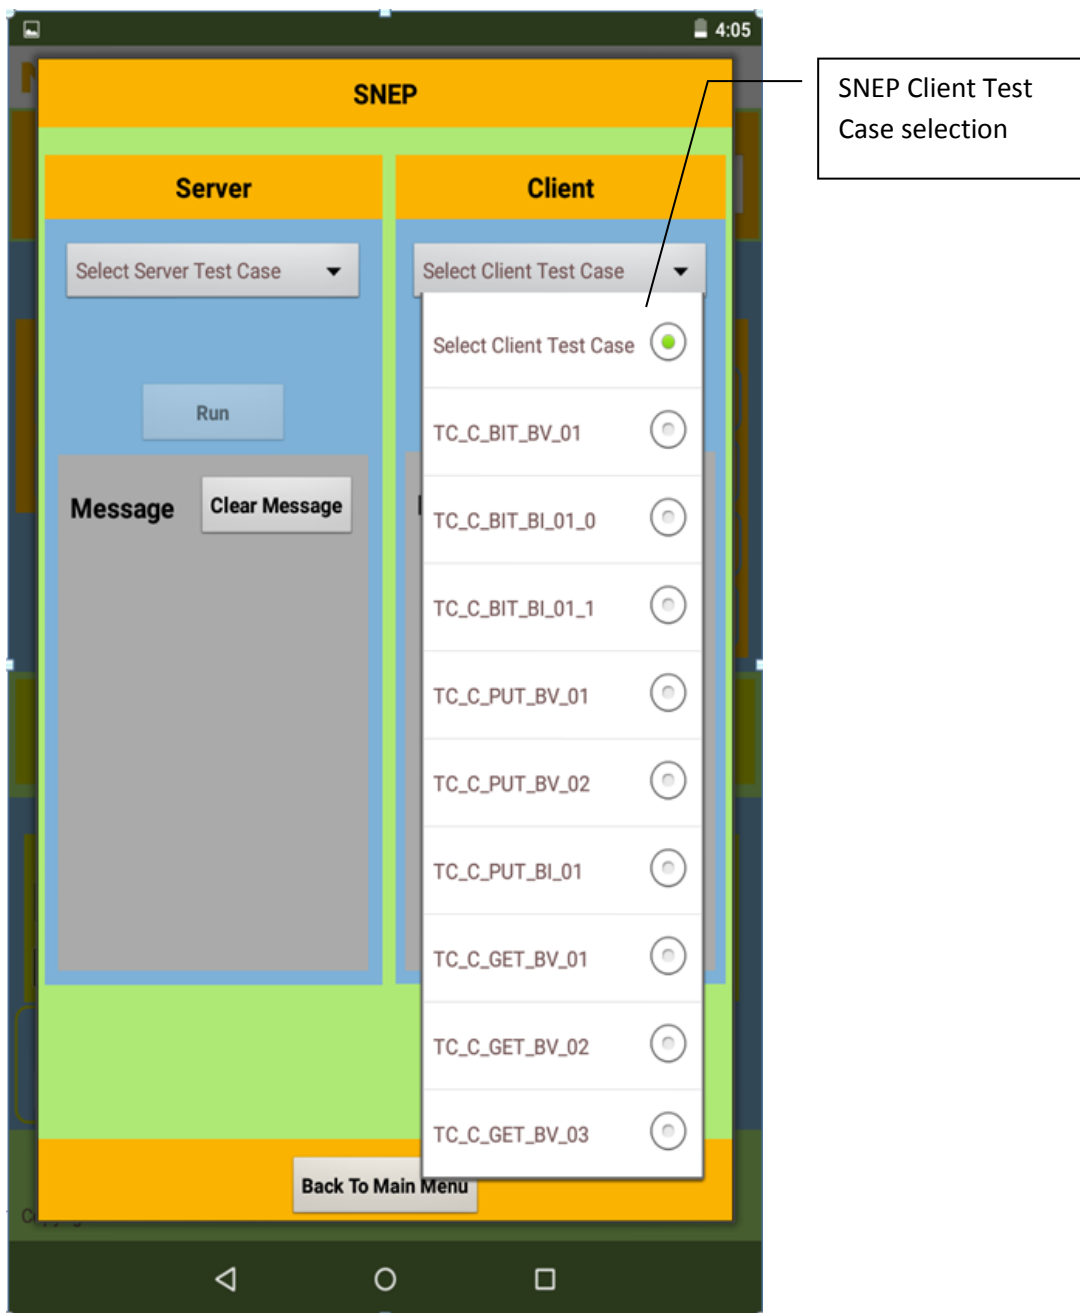 4:05
SNEP
SNEP Client Test
Case selection
Server
Client
Select Server Test Case
Select Client Test Case
Select Client Test Case
Run
TC_C_BIT_BV_01
Message
Clear Message
TC_C_BIT_BI_01_0
TC_C_BIT_BI_01_1
TC_C_PUT_BV_01
TC_C_PUT_BV_02
TC_C_PUT_BI_01
TC_C_GET_BV_01
TC_C_GET_BV_02
TC_C_GET_BV_03
Back To Main Menu